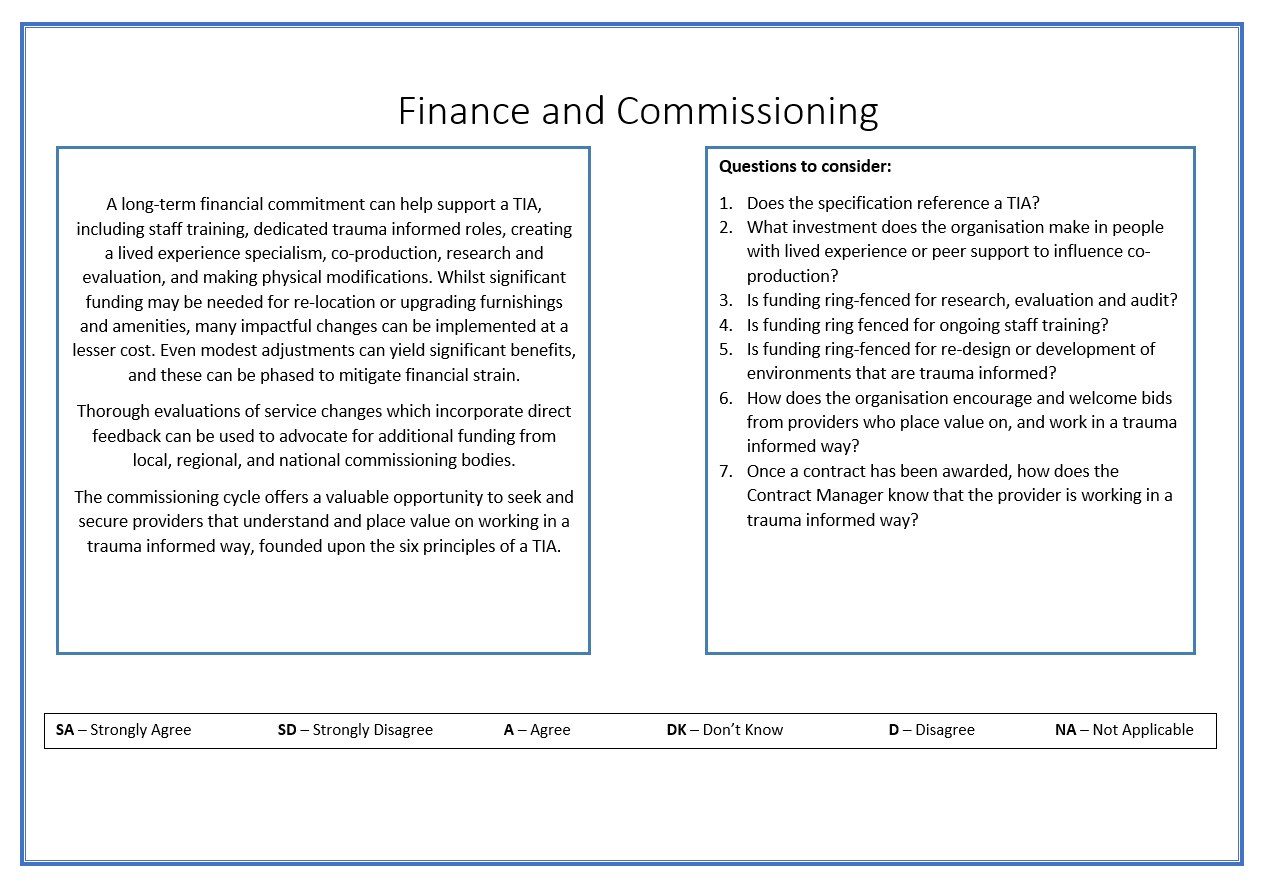 Finance and Commissioning
A long-term financial commitment can help support a TIA,
including staff training, dedicated trauma informed roles, creating
a lived experience specialism, co-production, research and
evaluation, and making physical modifications. Whilst significant
funding may be needed for re-location or upgrading furnishings
and amenities, many impactful changes can be implemented at a
lesser cost. Even modest adjustments can yield significant benefits,
and these can be phased to mitigate financial strain.
Thorough evaluations of service changes which incorporate direct
feedback can be used to advocate for additional funding from
local, regional, and national commissioning bodies.
The commissioning cycle offers a valuable opportunity to seek and
secure providers that understand and place value on working in a
trauma informed way, founded upon the six principles of a TIA.
Questions to consider:
1. Does the specification reference a TIA?
2. What investment does the organisation make in people
with lived experience or peer support to influence co-
production?
3. Is funding ring-fenced for research, evaluation and audit?
4. Is funding ring fenced for ongoing staff training?
5. Is funding ring-fenced for re-design or development of
environments that are trauma informed?
6. How does the organisation encourage and welcome bids
from providers who place value on, and work in a trauma
informed way?
7. Once a contract has been awarded, how does the
Contract Manager know that the provider is working in a
trauma informed way?
SA – Strongly Agree SD – Strongly Disagree A – Agree DK – Don’t Know D – Disagree NA – Not Applicable